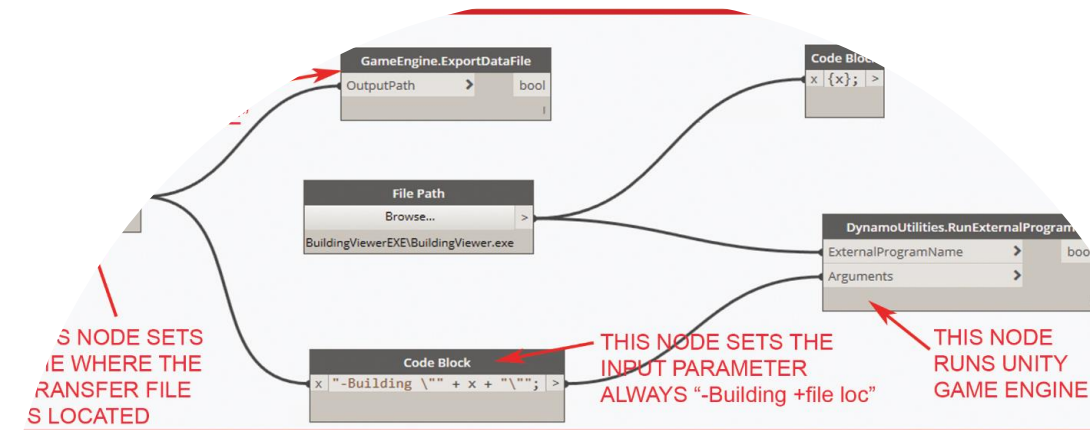 GameEngine.ExportDataFile
OutputPath > bool
Code
x {x}; >
File Path
Browse... >
BuildingViewerEXE\BuildingViewer.exe
DynamoUtilities.RunExternalProgram
ExternalProgramName >
Arguments >
NODE SETS
WHERE THE
FILE
LOCATED
Code Block
x "-Building \"" + x + "\""; >
THIS NODE SETS THE
INPUT PARAMETER
ALWAYS “-Building +file loc”
THIS NODE
RUNS UNITY
GAME ENGINE